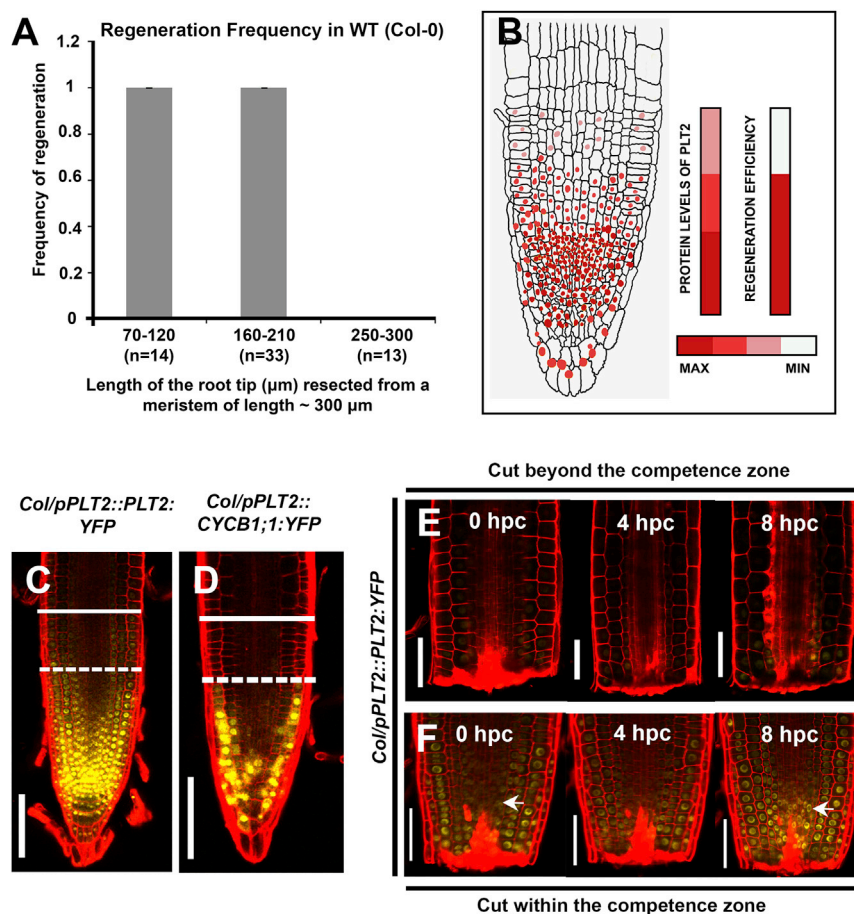 A
Regeneration Frequency in WT (Col-0)
1.2
1
0.8
0.6
0.4
0.2
0
Frequency of regeneration
70-120
(n=14)
160-210
(n=33)
250-300
(n=13)
Length of the root tip (µm) resected from a
meristem of length ~ 300 µm
B
PROTEIN LEVELS OF PLT2
REGENERATION EFFICIENCY
MAX
MIN
Col/pPLT2::PLT2:
YFP
Col/pPLT2::
CYCB1;1:YFP
C
D
Cut beyond the competence zone
Col/pPLT2::PLT2:YFP
E
0 hpc
4 hpc
8 hpc
F
0 hpc
4 hpc
8 hpc
Cut within the competence zone